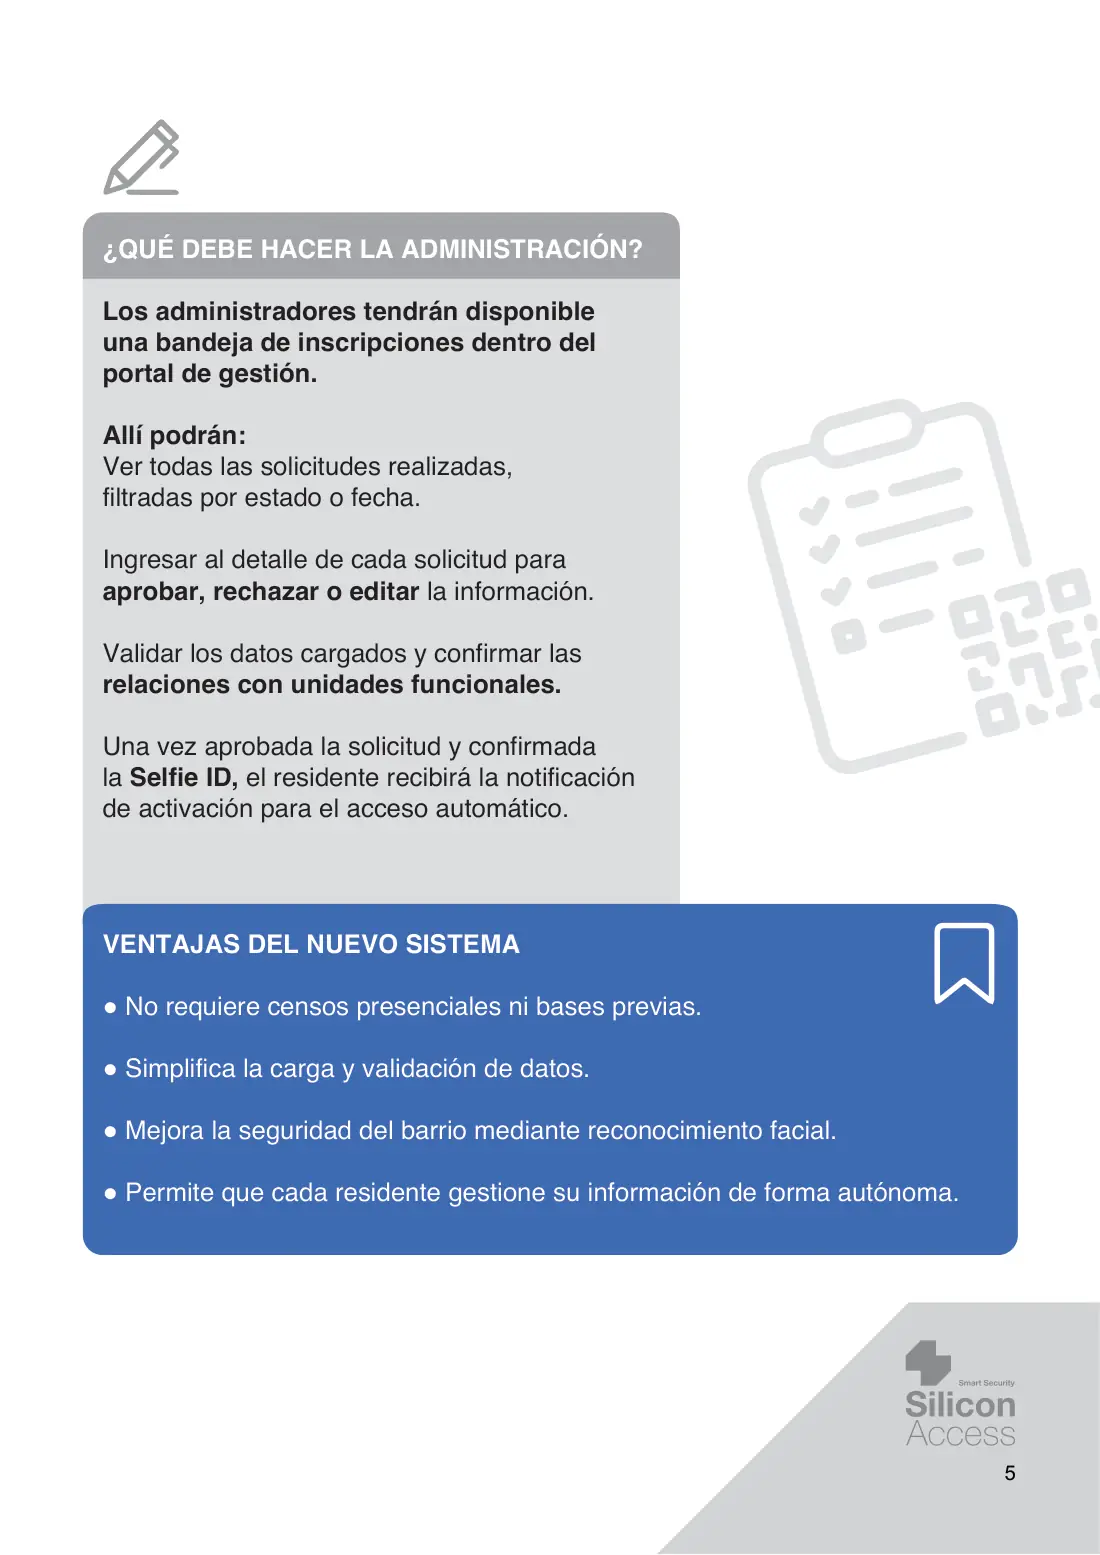 ¿QUÉ DEBE HACER LA ADMINISTRACIÓN?
Los administradores tendrán disponible
una bandeja de inscripciones dentro del
portal de gestión.
Allí podrán:
Ver todas las solicitudes realizadas,
filtradas por estado o fecha.
Ingresar al detalle de cada solicitud para
aprobar, rechazar o editar la información.
Validar los datos cargados y confirmar las
relaciones con unidades funcionales.
Una vez aprobada la solicitud y confirmada
la Selfie ID, el residente recibirá la notificación
de activación para el acceso automático.
VENTAJAS DEL NUEVO SISTEMA
● No requiere censos presenciales ni bases previas.
● Simplifica la carga y validación de datos.
● Mejora la seguridad del barrio mediante reconocimiento facial.
● Permite que cada residente gestione su información de forma autónoma.
Smart Security
Silicon
Access
5